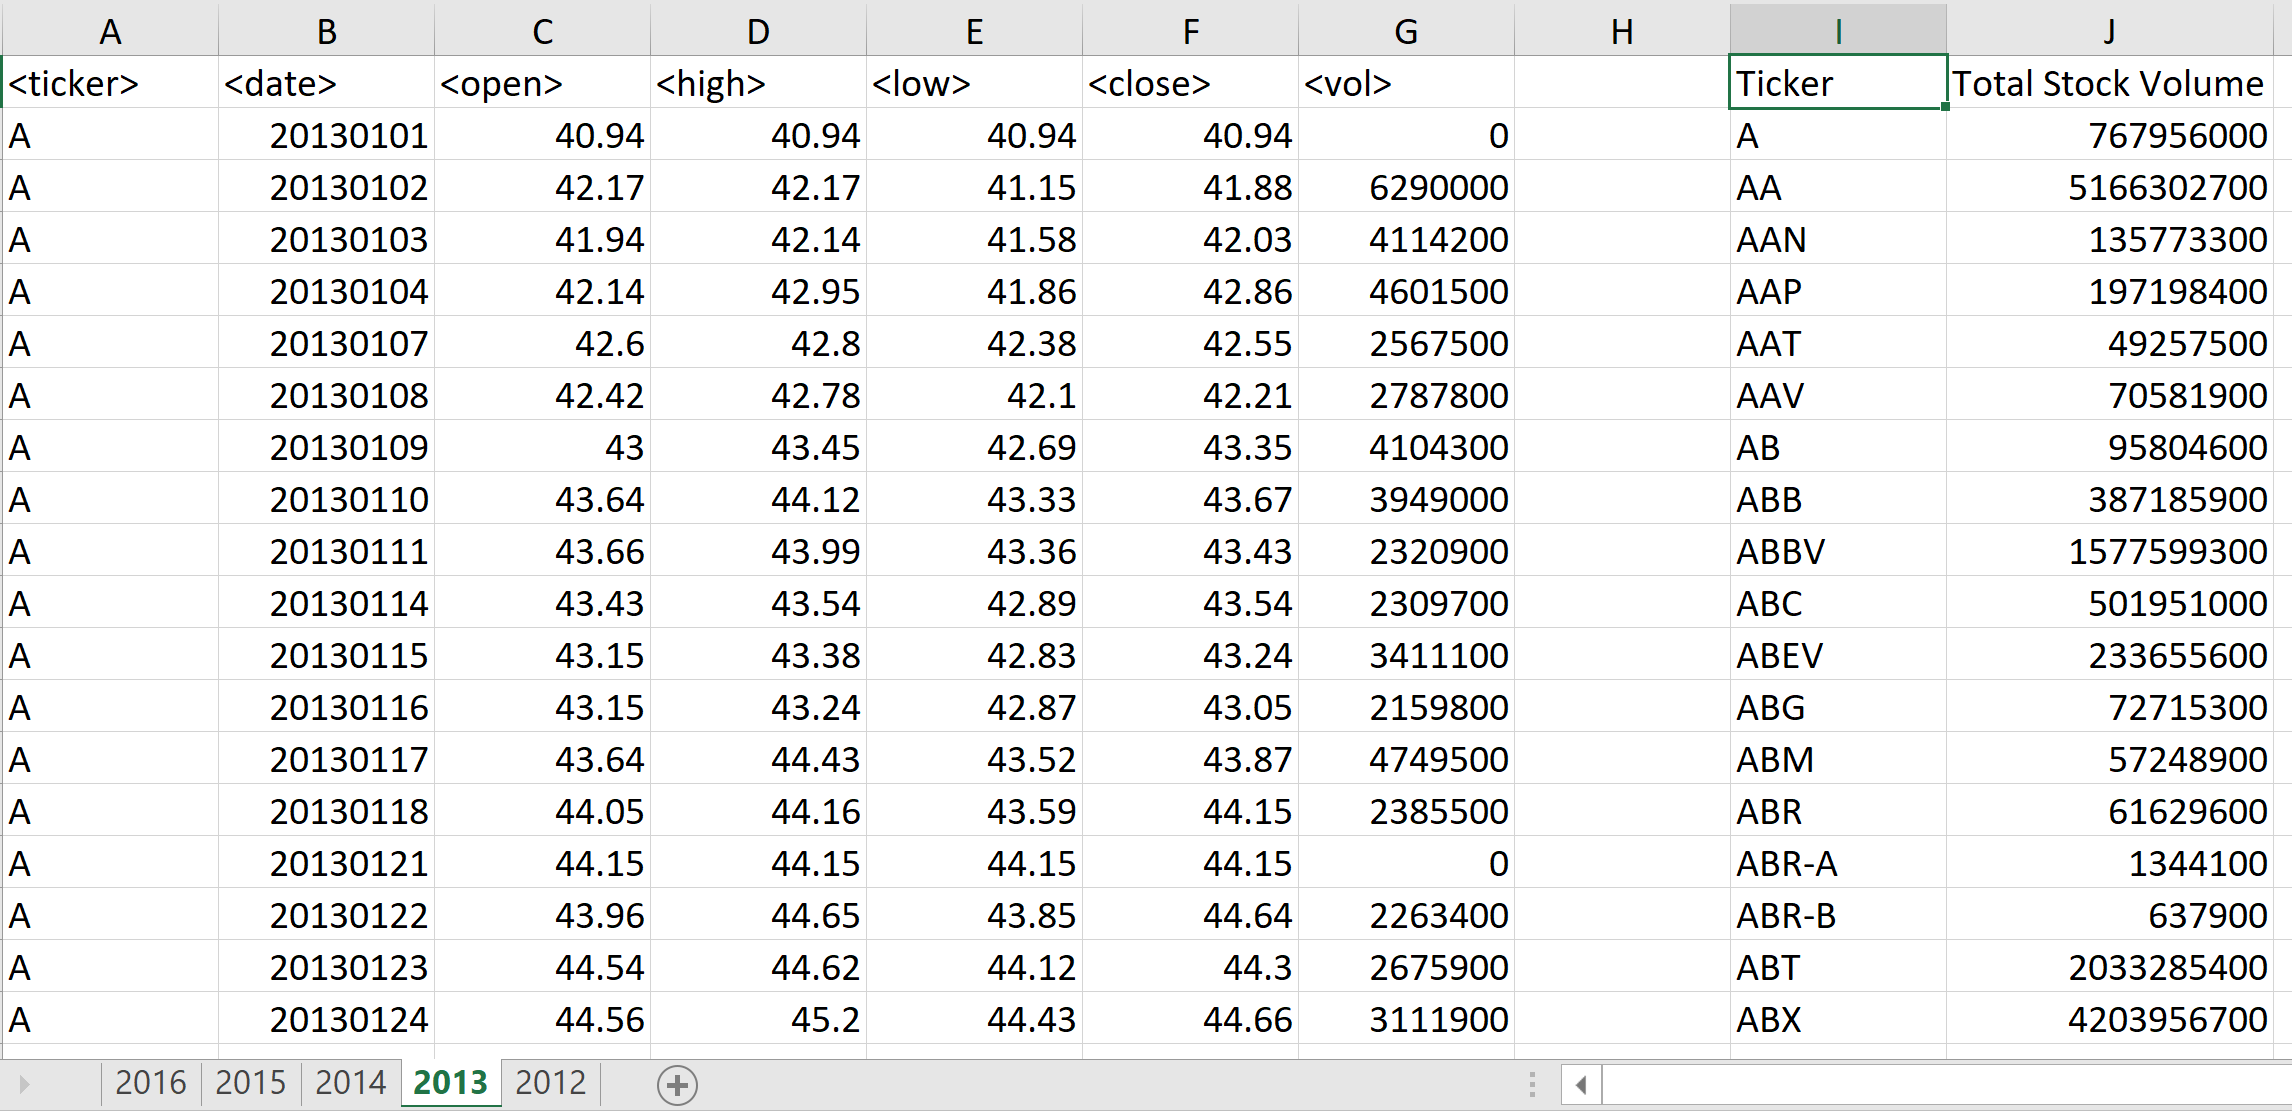 A B C D E F G H I J
<ticker> <date> <open> <high> <low> <close> <vol> Ticker Total Stock Volume
A 20130101 40.94 40.94 40.94 40.94 0 A 767956000
A 20130102 42.17 42.17 41.15 41.88 6290000 AA 5166302700
A 20130103 41.94 42.14 41.58 42.03 4114200 AAN 135773300
A 20130104 42.14 42.95 41.86 42.86 4601500 AAP 197198400
A 20130107 42.6 42.8 42.38 42.55 2567500 AAT 49257500
A 20130108 42.42 42.78 42.1 42.21 2787800 AAV 70581900
A 20130109 43 43.45 42.69 43.35 4104300 AB 95804600
A 20130110 43.64 44.12 43.33 43.67 3949000 ABB 387185900
A 20130111 43.66 43.99 43.36 43.43 2320900 ABBV 1577599300
A 20130114 43.43 43.54 42.89 43.54 2309700 ABC 501951000
A 20130115 43.15 43.38 42.83 43.24 3411100 ABEV 233655600
A 20130116 43.15 43.24 42.87 43.05 2159800 ABG 72715300
A 20130117 43.64 44.43 43.52 43.87 4749500 ABM 57248900
A 20130118 44.05 44.16 43.59 44.15 2385500 ABR 61629600
A 20130121 44.15 44.15 44.15 44.15 0 ABR-A 1344100
A 20130122 43.96 44.65 43.85 44.64 2263400 ABR-B 637900
A 20130123 44.54 44.62 44.12 44.3 2675900 ABT 2033285400
A 20130124 44.56 45.2 44.43 44.66 3111900 ABX 4203956700
2016 2015 2014 2013 2012